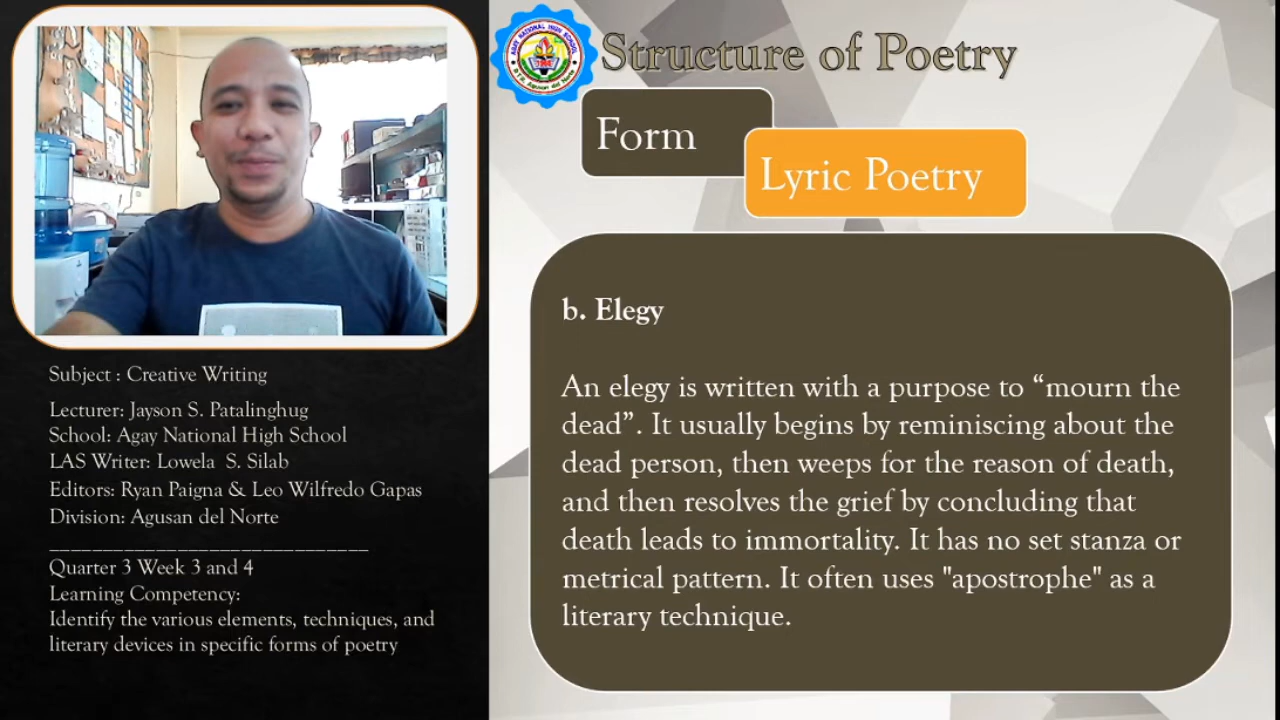 Structure of Poetry
Form
Lyric Poetry
b. Elegy
An elegy is written with a purpose to “mourn the
dead”. It usually begins by reminiscing about the
dead person, then weeps for the reason of death,
and then resolves the grief by concluding that
death leads to immortality. It has no set stanza or
metrical pattern. It often uses "apostrophe" as a
literary technique.
Subject : Creative Writing
Lecturer: Jayson S. Patalinghug
School: Agay National High School
LAS Writer: Lowela S. Silab
Editors: Ryan Paigna & Leo Wilfredo Gapas
Division: Agusan del Norte
______________________________
Quarter 3 Week 3 and 4
Learning Competency:
Identify the various elements, techniques, and
literary devices in specific forms of poetry
AGAY NATIONAL HIGH SCHOOL